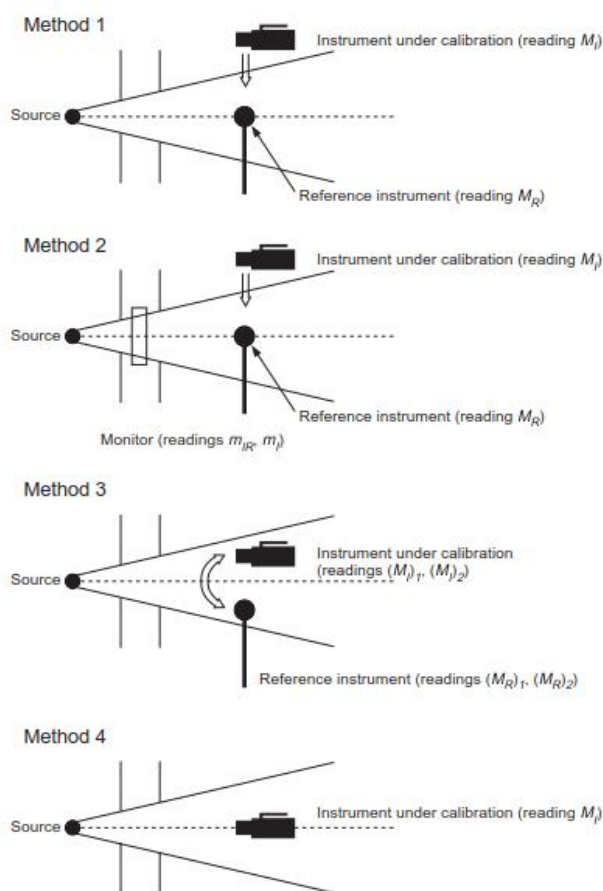 Method 1
Instrument under calibration (reading M_I)
Source
Reference instrument (reading M_R)
Method 2
Instrument under calibration (reading M_I)
Source
Reference instrument (reading M_R)
Monitor (readings m_IR, m_I)
Method 3
Instrument under calibration
(readings (M_I)_1, (M_I)_2)
Source
Reference instrument (readings (M_R)_1, (M_R)_2)
Method 4
Instrument under calibration (reading M_I)
Source